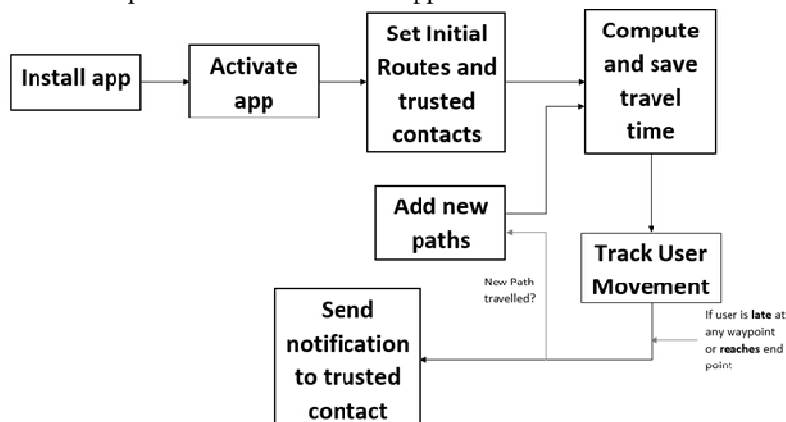 Install app
Activate
app
Set Initial
Routes and
trusted
contacts
Compute
and save
travel
time
Add new
paths
Track User
Movement
New Path
travelled?
If user is late at
any waypoint
or reaches end
point
Send
notification
to trusted
contact